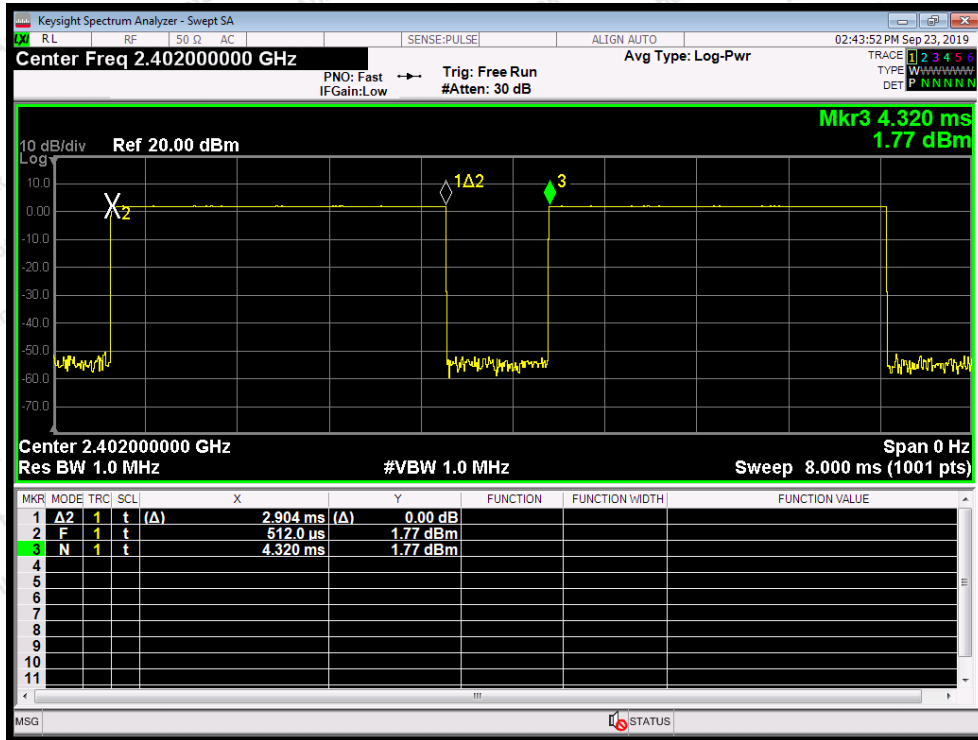 Keysight Spectrum Analyzer - Swept SA
LXI RL RF 50 Ω AC SENSE:PULSE ALIGN AUTO 02:43:52 PM Sep 23, 2019
Center Freq 2.402000000 GHz Avg Type: Log-Pwr TRACE 1 2 3 4 5 6
PNO: Fast Trig: Free Run TYPE WWWWWW
IFGain:Low #Atten: 30 dB DET P N N N N N
Mkr3 4.320 ms
10 dB/div Ref 20.00 dBm 1.77 dBm
Log
10.0 1Δ2 3
0.00 2
-10.0
-20.0
-30.0
-40.0
-50.0
-60.0
-70.0
Center 2.402000000 GHz Span 0 Hz
Res BW 1.0 MHz #VBW 1.0 MHz Sweep 8.000 ms (1001 pts)
MKR MODE TRC SCL X Y FUNCTION FUNCTION WIDTH FUNCTION VALUE
1 Δ2 1 t (Δ) 2.904 ms (Δ) 0.00 dB
2 F 1 t 512.0 µs 1.77 dBm
3 N 1 t 4.320 ms 1.77 dBm
4
5
6
7
8
9
10
11
MSG STATUS